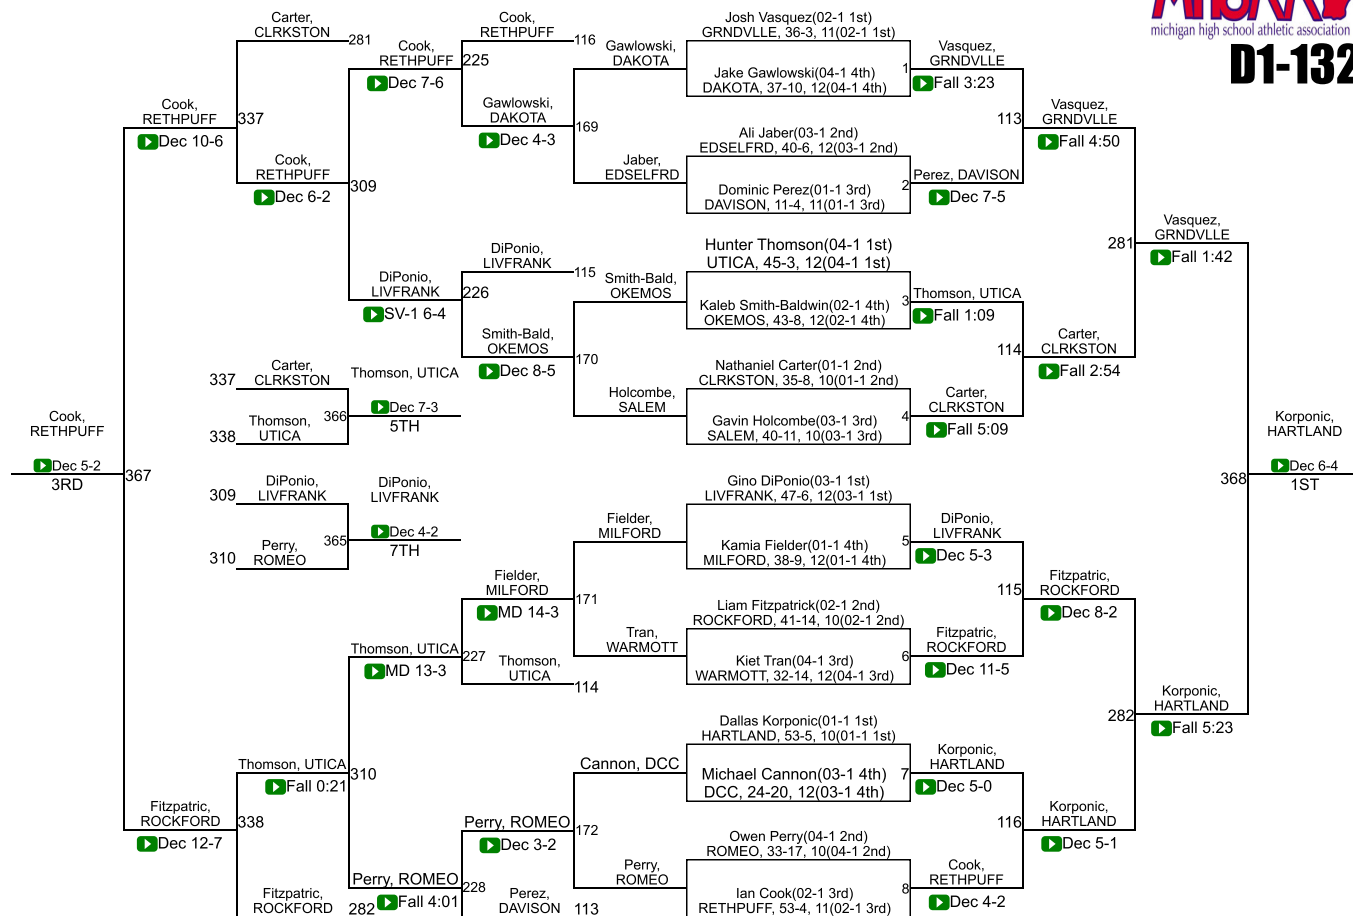 MHSAA
michigan high school athletic association
D1-132
Carter,
CLRKSTON
281
Cook,
RETHPUFF
Dec 10-6
337
Cook,
RETHPUFF
Dec 6-2
309
Cook,
RETHPUFF
Dec 7-6
225
Cook,
RETHPUFF
116
Gawlowski,
DAKOTA
Dec 4-3
169
Gawlowski,
DAKOTA
Jaber,
EDSELFRD
DiPonio,
LIVFRANK
SV-1 6-4
226
DiPonio,
LIVFRANK
115
Smith-Bald,
OKEMOS
Dec 8-5
170
Smith-Bald,
OKEMOS
Holcombe,
SALEM
Josh Vasquez(02-1 1st)
GRNDVLLE, 36-3, 11(02-1 1st)
Jake Gawlowski(04-1 4th)
DAKOTA, 37-10, 12(04-1 4th)
1
Vasquez,
GRNDVLLE
Fall 3:23
Ali Jaber(03-1 2nd)
EDSELFRD, 40-6, 12(03-1 2nd)
Dominic Perez(01-1 3rd)
DAVISON, 11-4, 11(01-1 3rd)
2
Perez, DAVISON
Dec 7-5
113
Vasquez,
GRNDVLLE
Fall 4:50
Hunter Thomson(04-1 1st)
UTICA, 45-3, 12(04-1 1st)
Kaleb Smith-Baldwin(02-1 4th)
OKEMOS, 43-8, 12(02-1 4th)
3
Thomson, UTICA
Fall 1:09
Nathaniel Carter(01-1 2nd)
CLRKSTON, 35-8, 10(01-1 2nd)
Gavin Holcombe(03-1 3rd)
SALEM, 40-11, 10(03-1 3rd)
4
Carter,
CLRKSTON
Fall 5:09
114
Carter,
CLRKSTON
Fall 2:54
281
Vasquez,
GRNDVLLE
Fall 1:42
337
Carter,
CLRKSTON
338
Thomson,
UTICA
366
Thomson, UTICA
Dec 7-3
5TH
Cook,
RETHPUFF
Dec 5-2
3RD
367
309
DiPonio,
LIVFRANK
310
Perry,
ROMEO
365
DiPonio,
LIVFRANK
Dec 4-2
7TH
Korponic,
HARTLAND
368
Dec 6-4
1ST
Gino DiPonio(03-1 1st)
LIVFRANK, 47-6, 12(03-1 1st)
Kamia Fielder(01-1 4th)
MILFORD, 38-9, 12(01-1 4th)
5
DiPonio,
LIVFRANK
Dec 5-3
Liam Fitzpatrick(02-1 2nd)
ROCKFORD, 41-14, 10(02-1 2nd)
Kiet Tran(04-1 3rd)
WARMOTT, 32-14, 12(04-1 3rd)
6
Fitzpatric,
ROCKFORD
Dec 11-5
115
Fitzpatric,
ROCKFORD
Dec 8-2
Fielder,
MILFORD
Tran,
WARMOTT
171
Fielder,
MILFORD
MD 14-3
Thomson,
UTICA
114
227
Thomson, UTICA
MD 13-3
Dallas Korponic(01-1 1st)
HARTLAND, 53-5, 10(01-1 1st)
Michael Cannon(03-1 4th)
DCC, 24-20, 12(03-1 4th)
7
Korponic,
HARTLAND
Dec 5-0
Owen Perry(04-1 2nd)
ROMEO, 33-17, 10(04-1 2nd)
Ian Cook(02-1 3rd)
RETHPUFF, 53-4, 11(02-1 3rd)
8
Cook,
RETHPUFF
Dec 4-2
116
Korponic,
HARTLAND
Dec 5-1
282
Korponic,
HARTLAND
Fall 5:23
Cannon, DCC
Perry,
ROMEO
172
Perry, ROMEO
Dec 3-2
Perez,
DAVISON
113
228
Perry, ROMEO
Fall 4:01
310
Thomson, UTICA
Fall 0:21
Fitzpatric,
ROCKFORD
282
338
Fitzpatric,
ROCKFORD
Dec 12-7